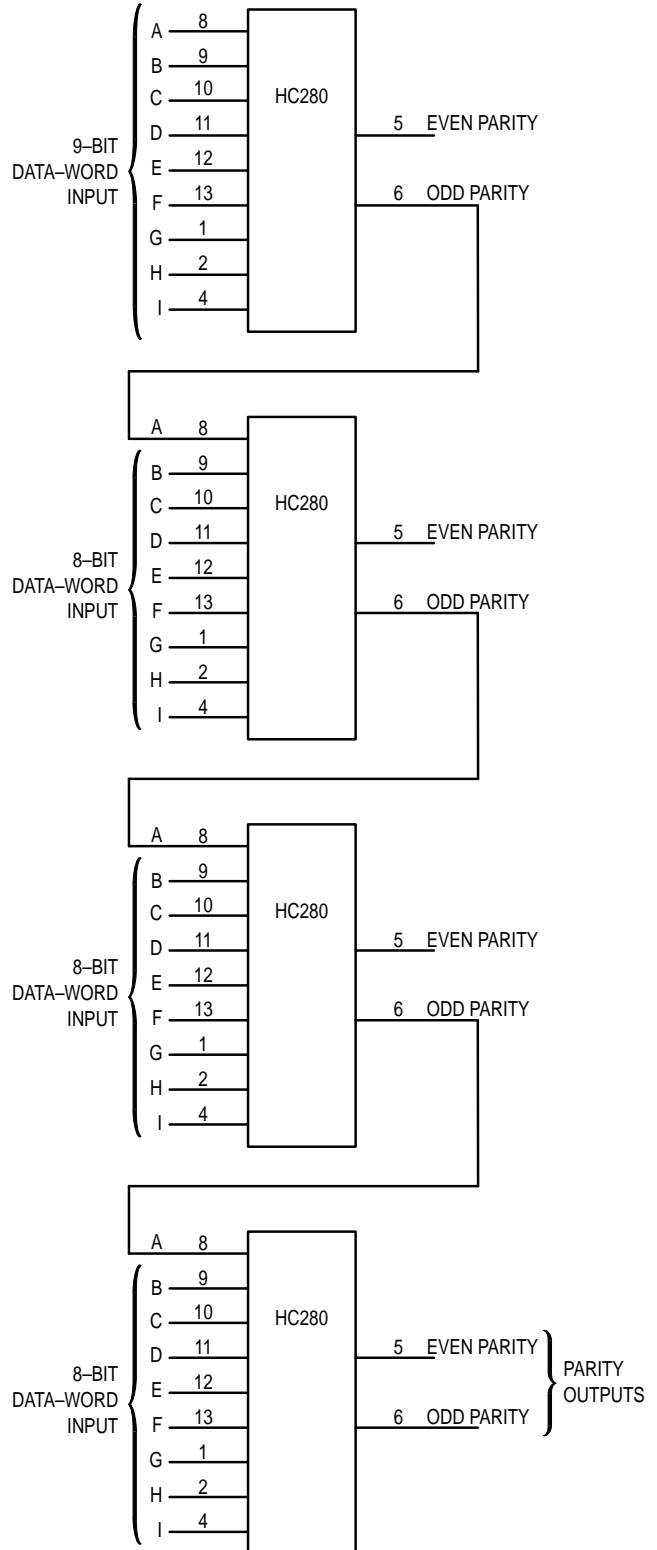 A 8
B 9
C 10
D 11
E 12
F 13
G 1
H 2
I 4
9–BIT
DATA–WORD
INPUT
HC280
5 EVEN PARITY
6 ODD PARITY
A 8
B 9
C 10
D 11
E 12
F 13
G 1
H 2
I 4
8–BIT
DATA–WORD
INPUT
HC280
5 EVEN PARITY
6 ODD PARITY
A 8
B 9
C 10
D 11
E 12
F 13
G 1
H 2
I 4
8–BIT
DATA–WORD
INPUT
HC280
5 EVEN PARITY
6 ODD PARITY
A 8
B 9
C 10
D 11
E 12
F 13
G 1
H 2
I 4
8–BIT
DATA–WORD
INPUT
HC280
5 EVEN PARITY
6 ODD PARITY
PARITY
OUTPUTS